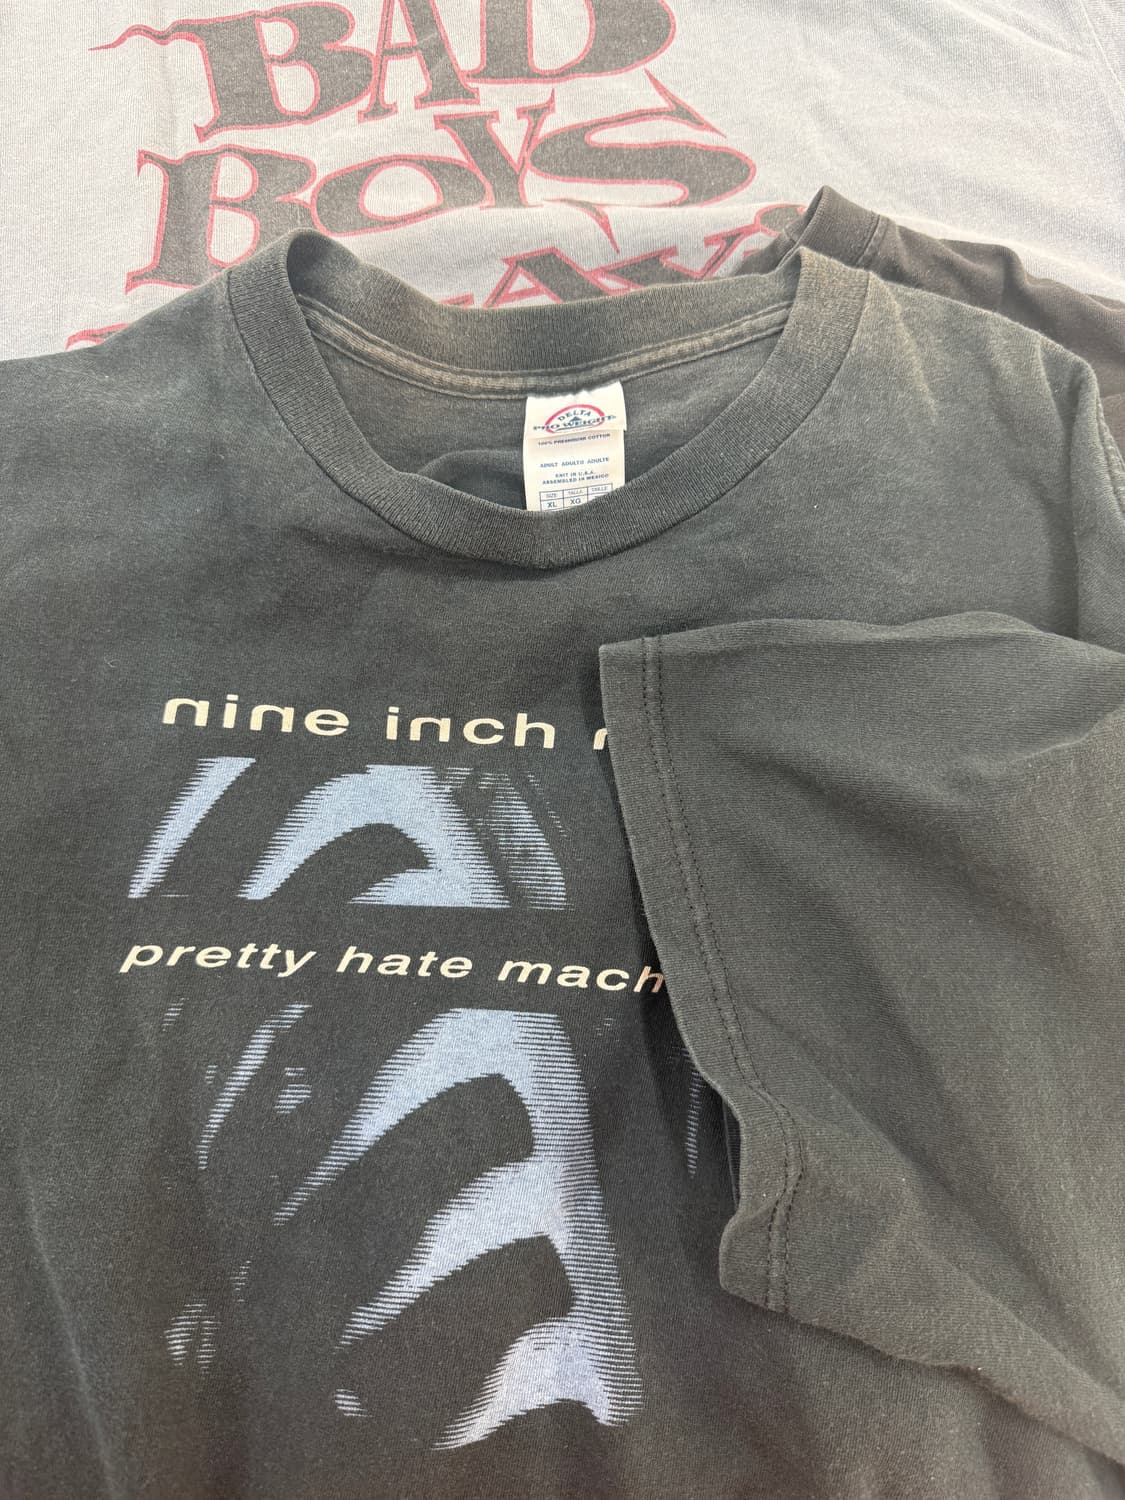 BAD
BOYS
DELTA
PRO WEIGHT
100% PREMIUM COTTON
ADULT ADULTO ADULTE
KNIT IN U.S.A.
ASSEMBLED IN MEXICO
SIZE TALLA TAILLE
XL XG
nine inch
pretty hate mach